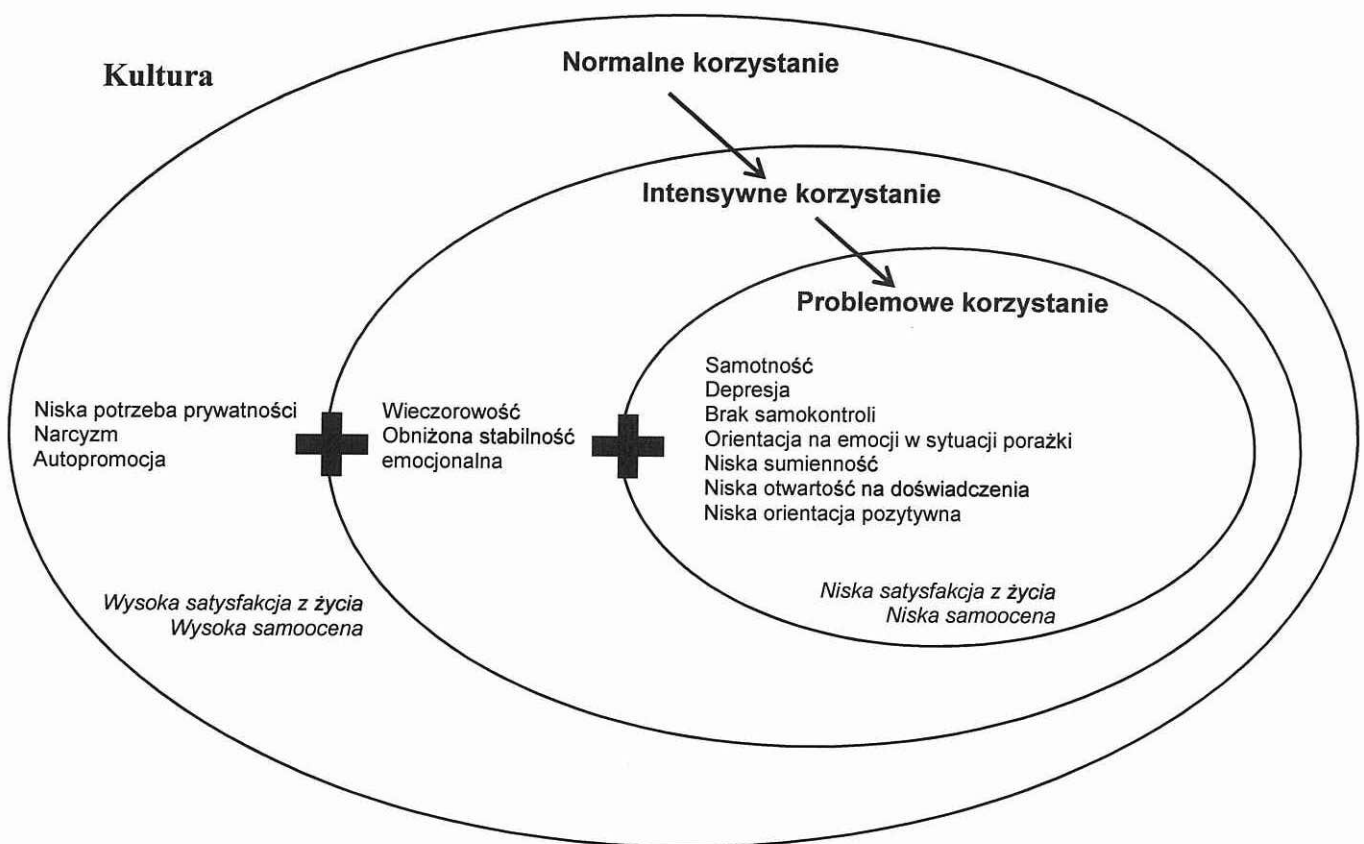 Kultura
Normalne korzystanie
Intensywne korzystanie
Problemowe korzystanie
Niska potrzeba prywatności
Narcyzm
Autopromocja
Wieczorowość
Obniżona stabilność
emocjonalna
Samotność
Depresja
Brak samokontroli
Orientacja na emocji w sytuacji porażki
Niska sumienność
Niska otwartość na doświadczenia
Niska orientacja pozytywna
Wysoka satysfakcja z życia
Wysoka samoocena
Niska satysfakcja z życia
Niska samoocena